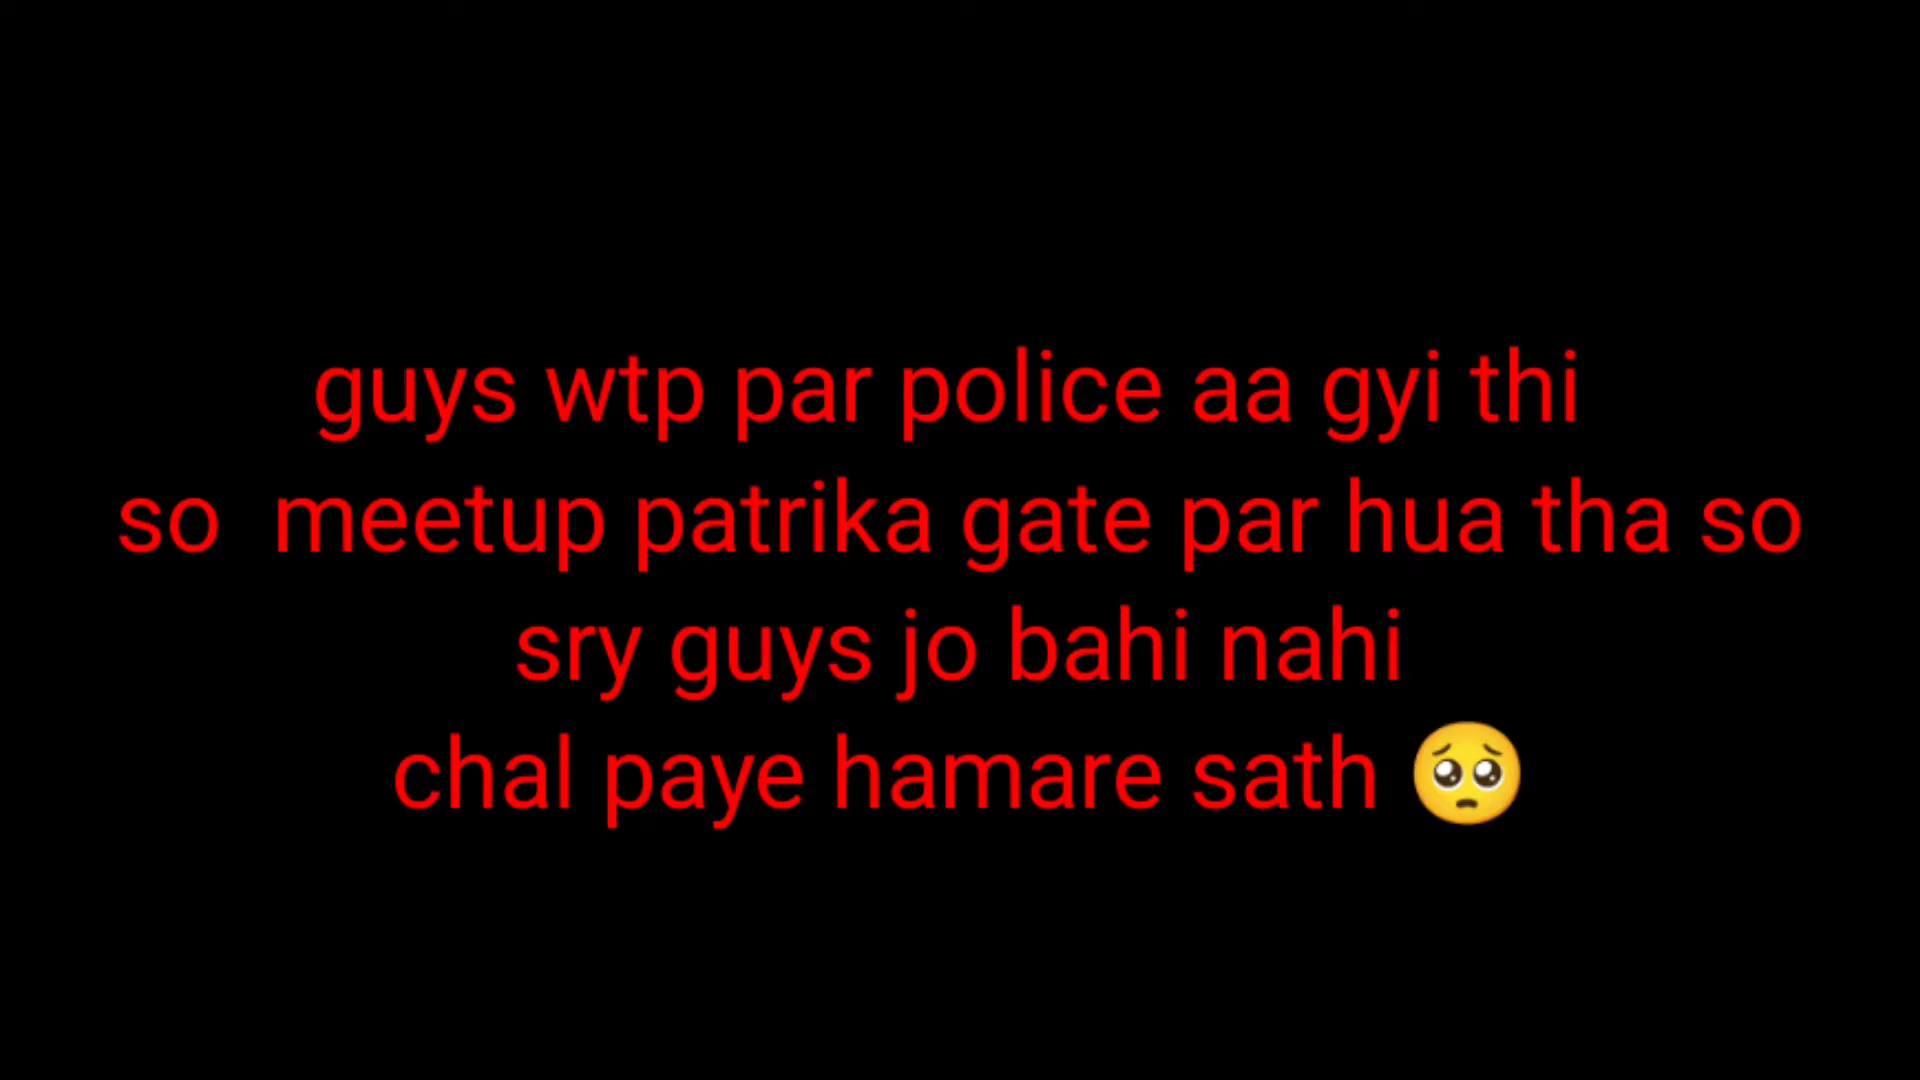 guys wtp par police aa gyi thi
so  meetup patrika gate par hua tha so
sry guys jo bahi nahi
chal paye hamare sath 🥺